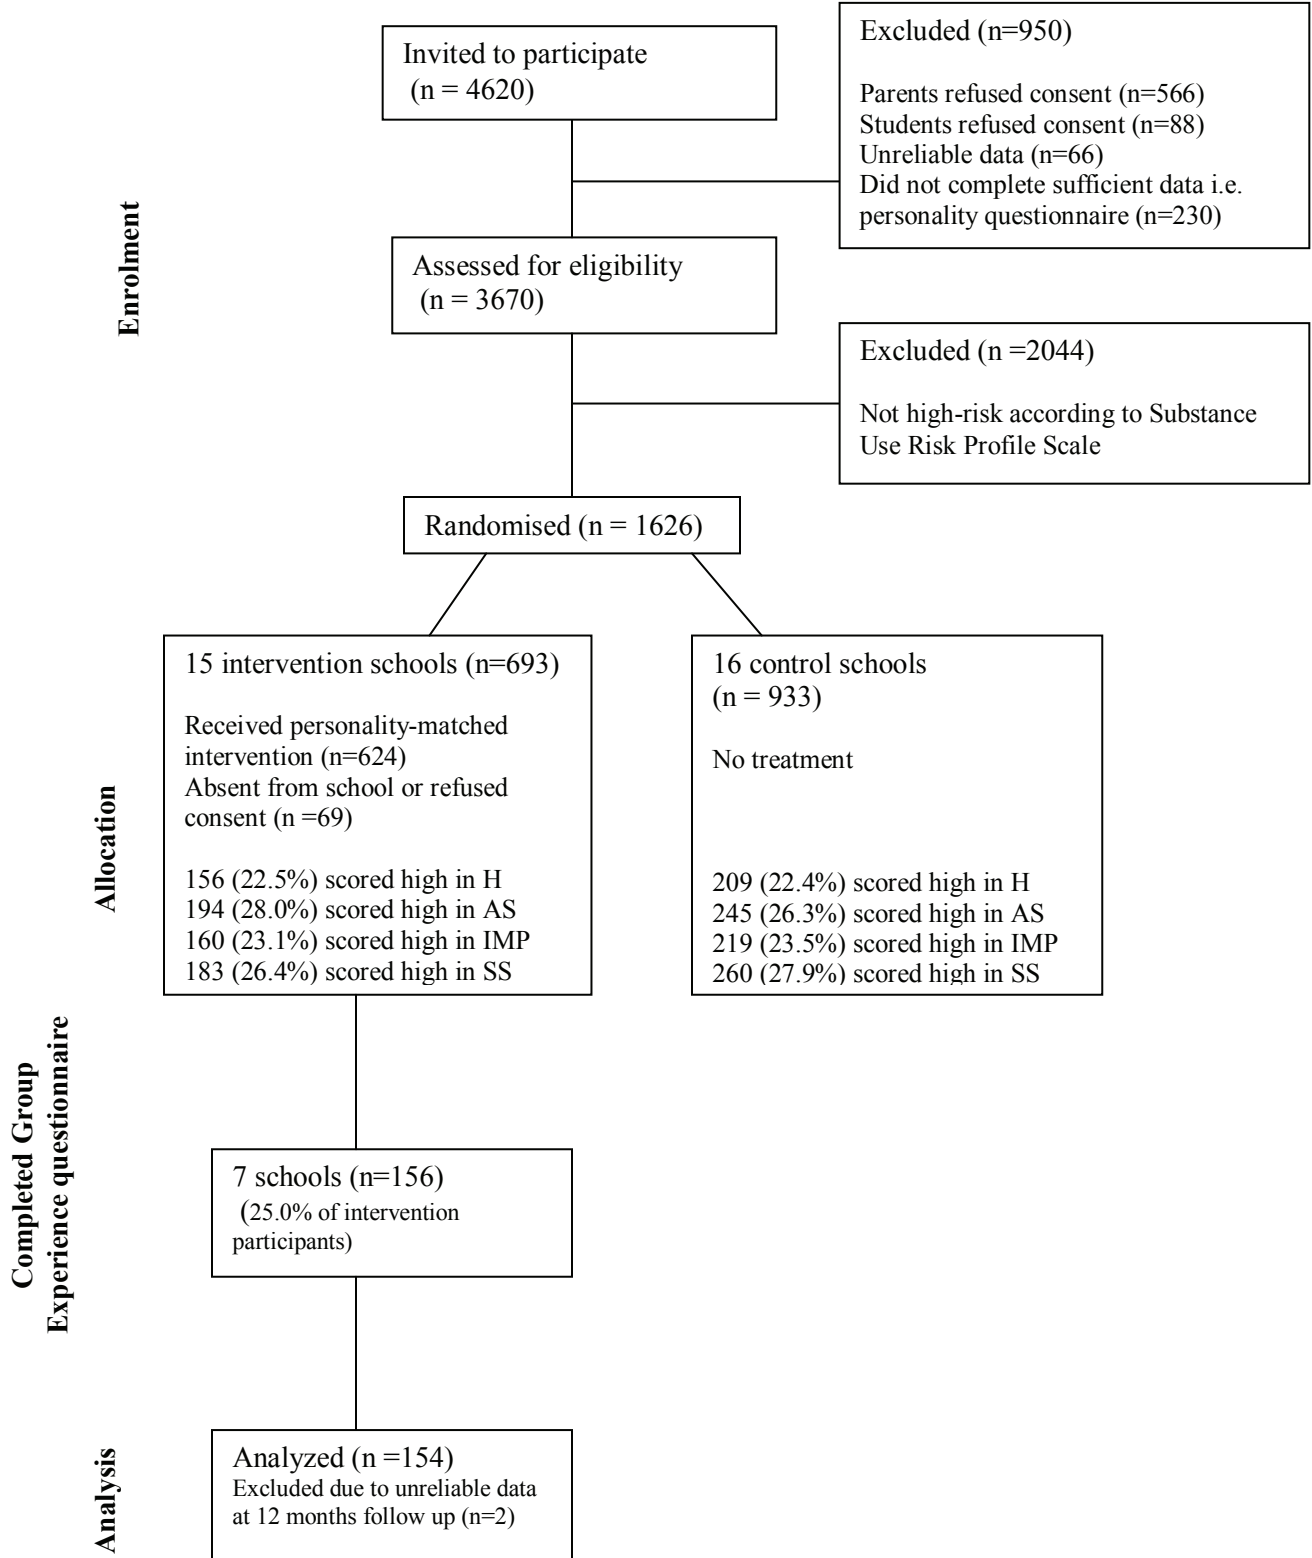 Invited to participate
(n = 4620)
Excluded (n=950)
Parents refused consent (n=566)
Students refused consent (n=88)
Unreliable data (n=66)
Did not complete sufficient data i.e.
personality questionnaire (n=230)
Enrolment
Assessed for eligibility
(n = 3670)
Excluded (n =2044)
Not high-risk according to Substance
Use Risk Profile Scale
Randomised (n = 1626)
Allocation
15 intervention schools (n=693)
Received personality-matched
intervention (n=624)
Absent from school or refused
consent (n =69)
156 (22.5%) scored high in H
194 (28.0%) scored high in AS
160 (23.1%) scored high in IMP
183 (26.4%) scored high in SS
16 control schools
(n = 933)
No treatment
209 (22.4%) scored high in H
245 (26.3%) scored high in AS
219 (23.5%) scored high in IMP
260 (27.9%) scored high in SS
Completed Group
Experience questionnaire
7 schools (n=156)
(25.0% of intervention
participants)
Analysis
Analyzed (n =154)
Excluded due to unreliable data
at 12 months follow up (n=2)